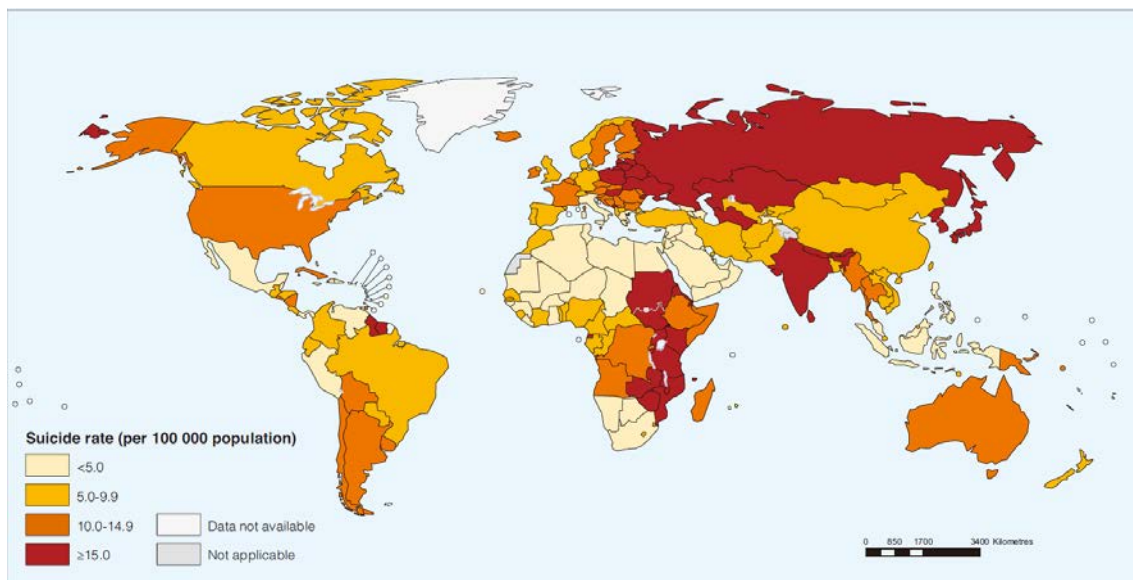 Suicide rate (per 100 000 population)
<5.0
5.0-9.9
10.0-14.9
≥15.0
Data not available
Not applicable
0 850 1700 3400 Kilometres